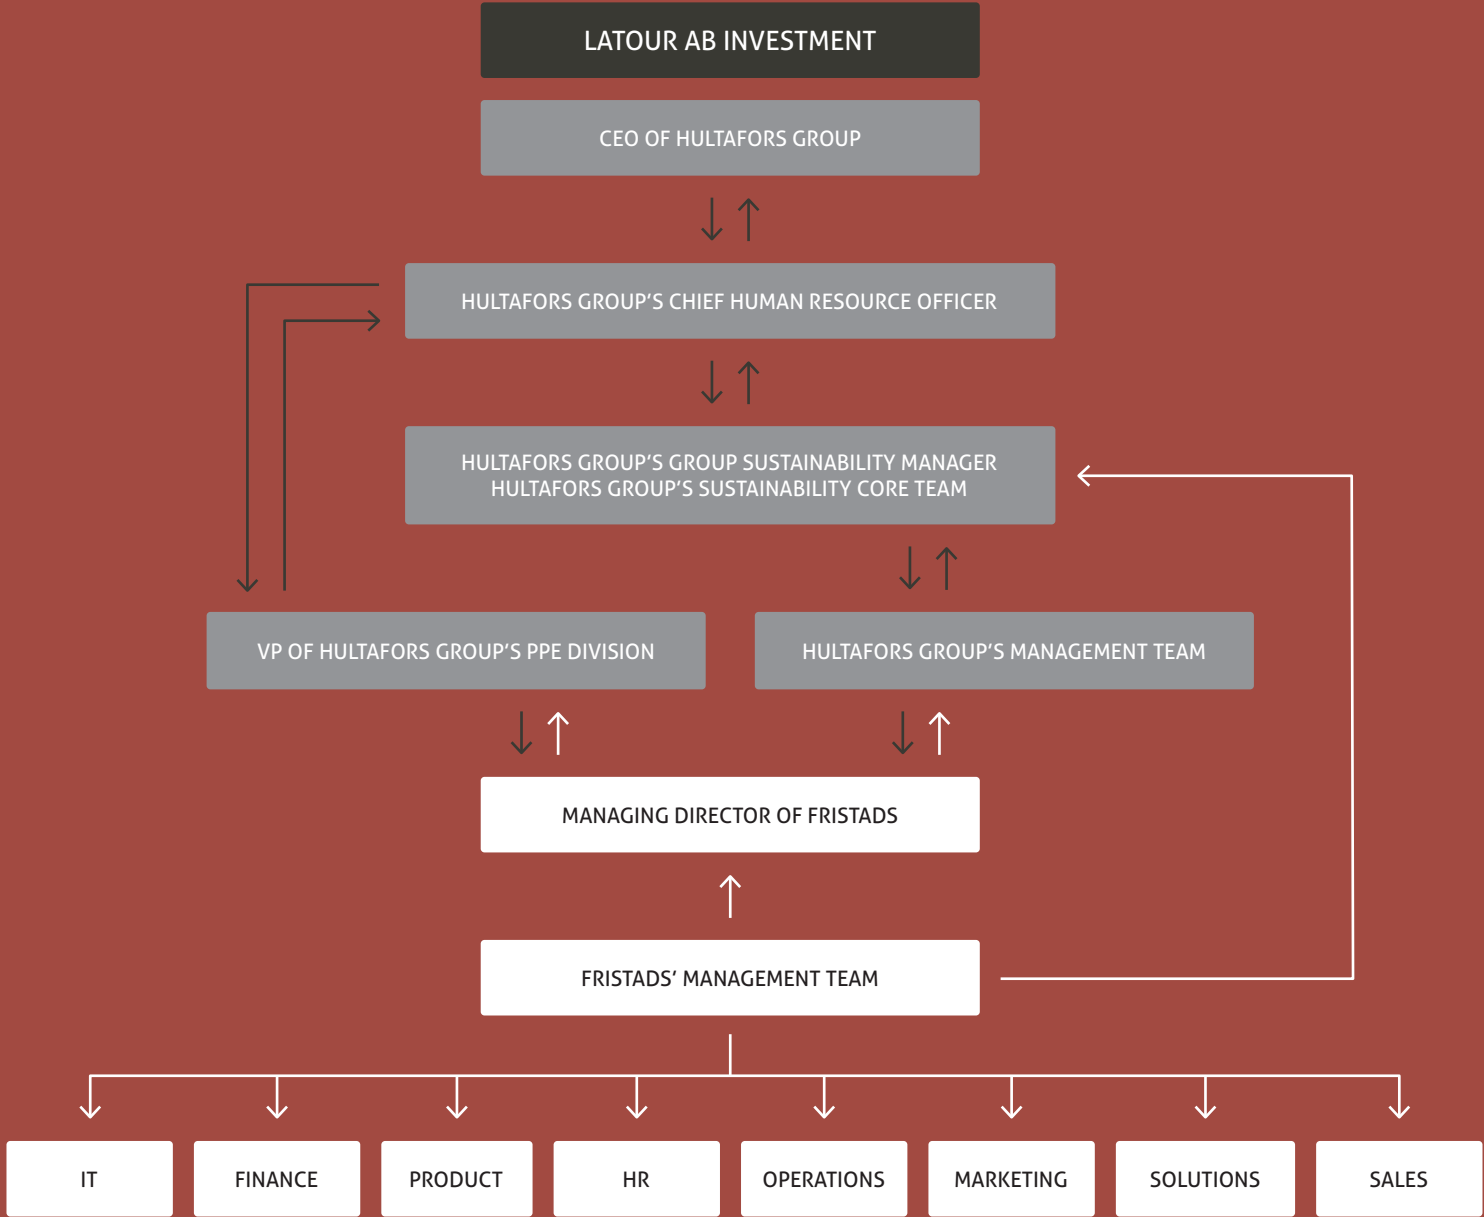 LATOUR AB INVESTMENT
CEO OF HULTAFORS GROUP
HULTAFORS GROUP’S CHIEF HUMAN RESOURCE OFFICER
HULTAFORS GROUP’S GROUP SUSTAINABILITY MANAGER
HULTAFORS GROUP’S SUSTAINABILITY CORE TEAM
VP OF HULTAFORS GROUP’S PPE DIVISION
HULTAFORS GROUP’S MANAGEMENT TEAM
MANAGING DIRECTOR OF FRISTADS
FRISTADS’ MANAGEMENT TEAM
IT
FINANCE
PRODUCT
HR
OPERATIONS
MARKETING
SOLUTIONS
SALES